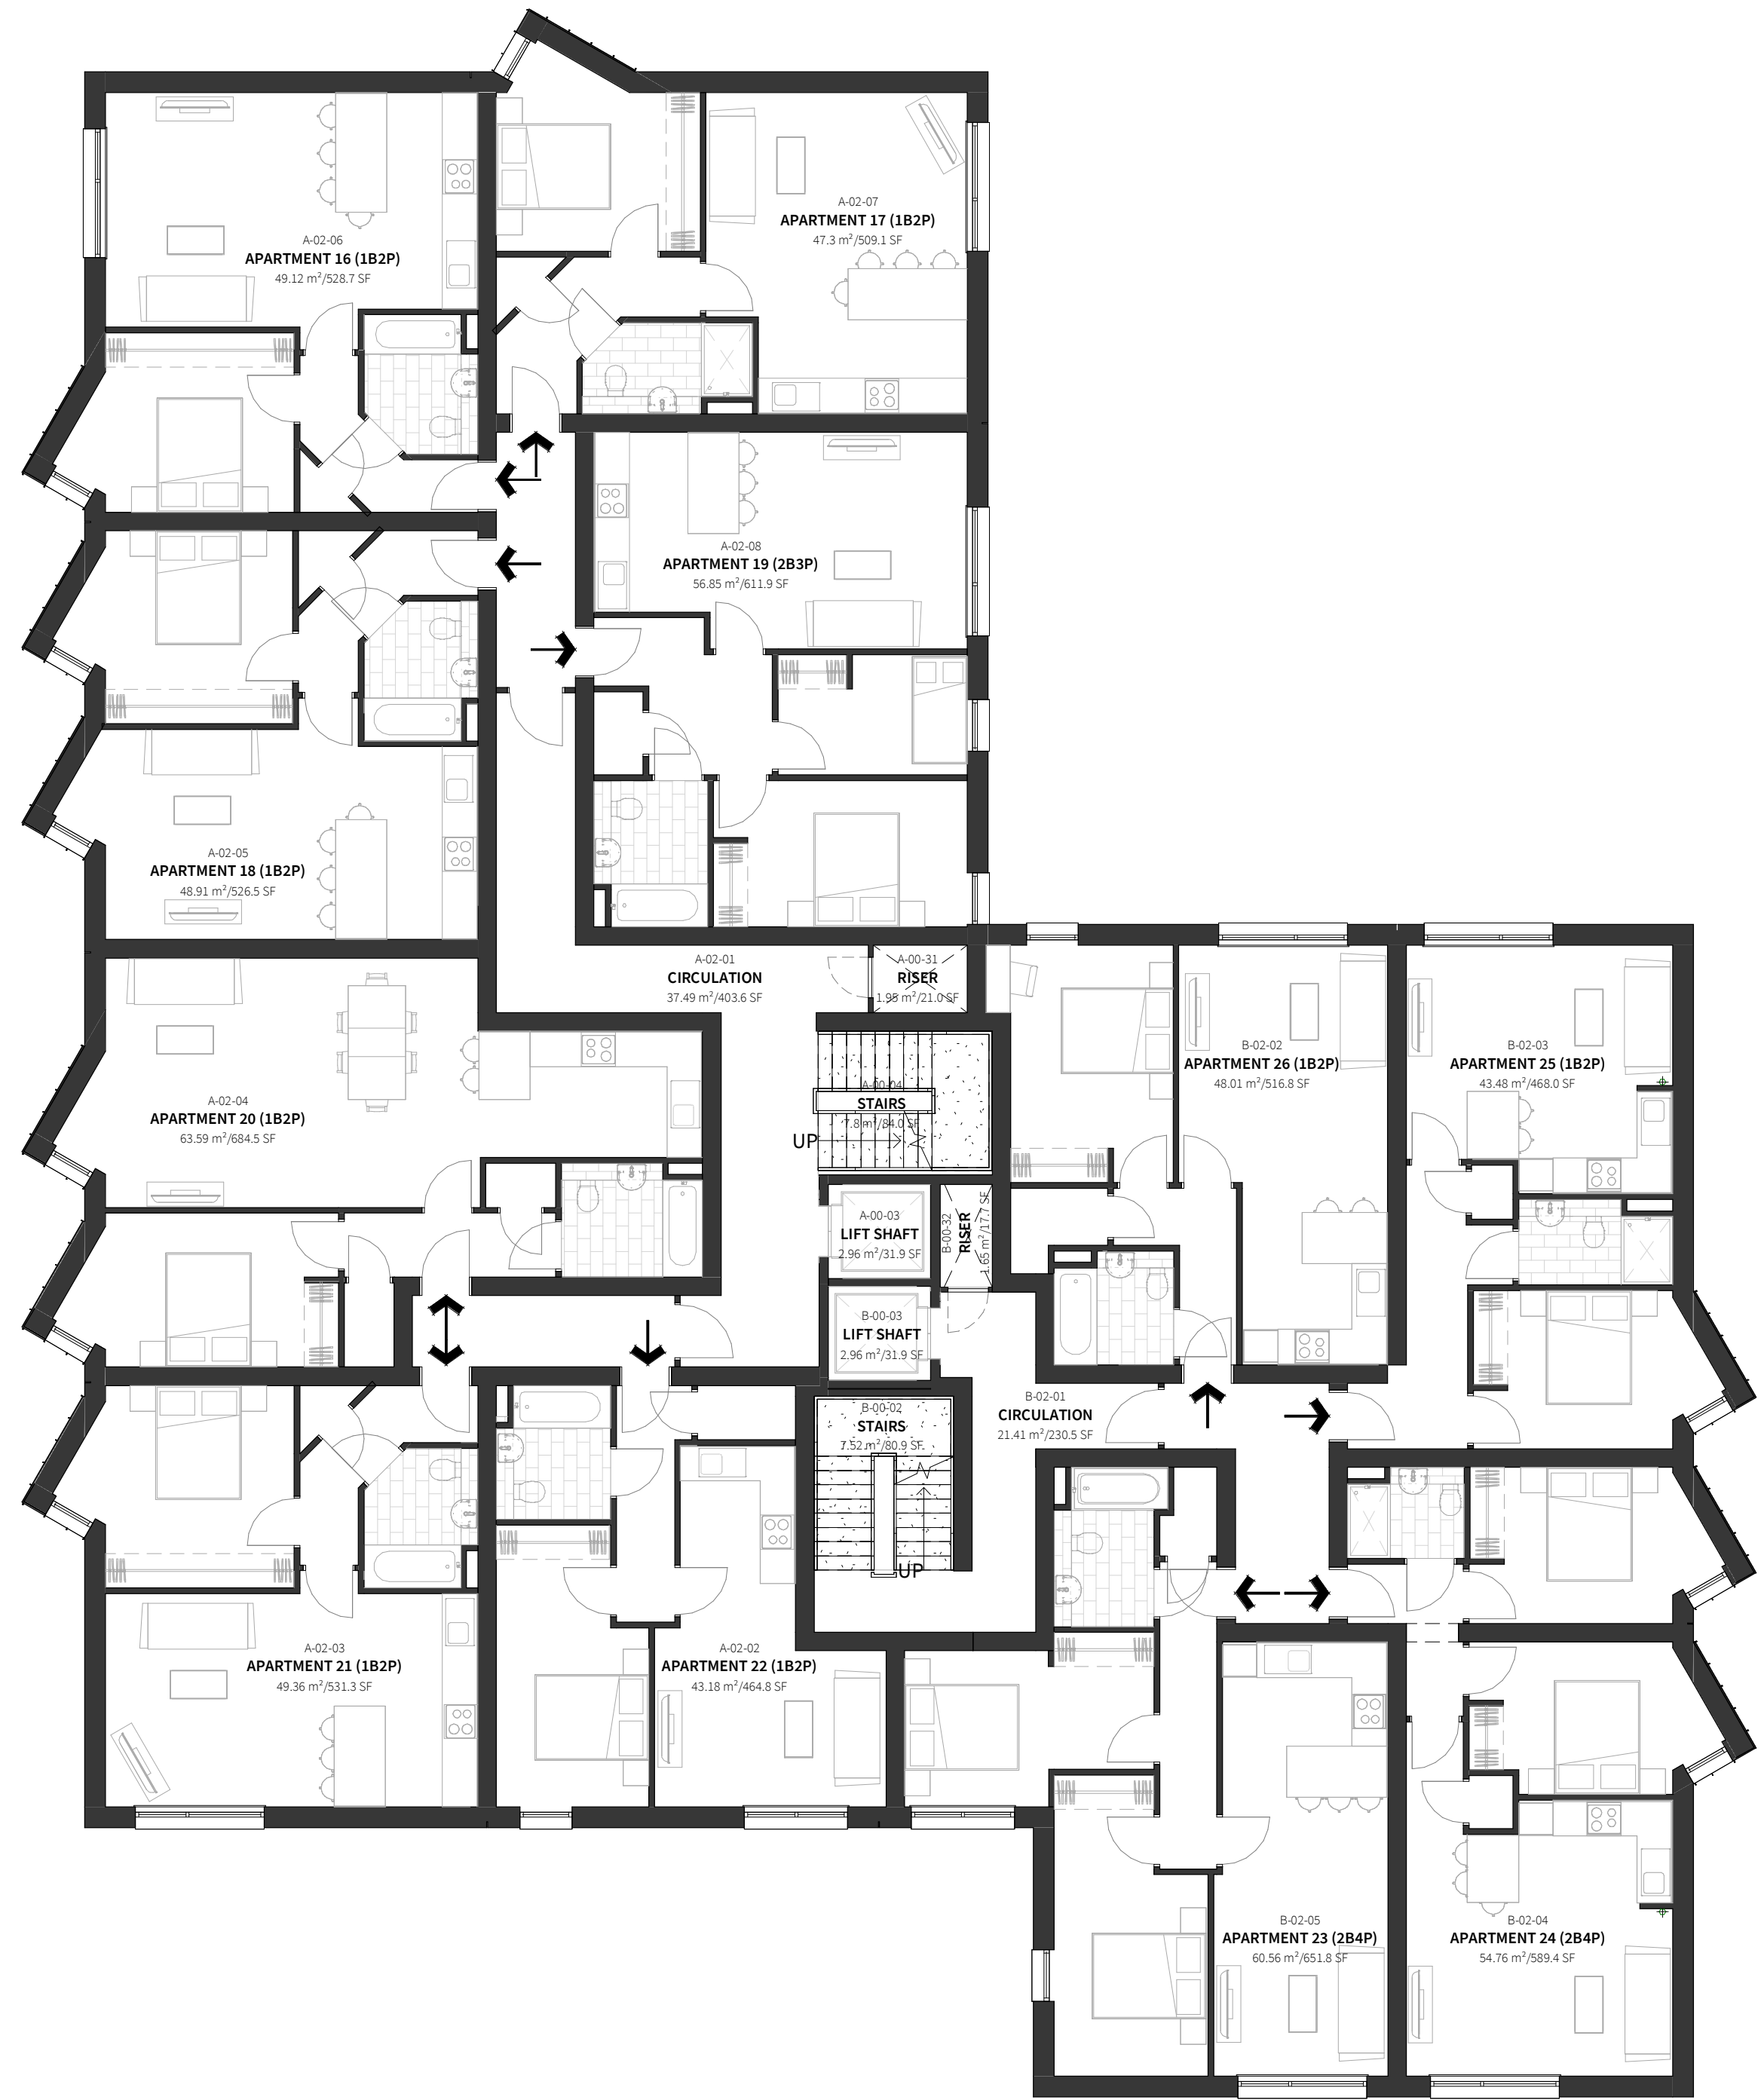 A-02-07
APARTMENT 17 (1B2P)
47.3 m²/509.1 SF
A-02-06
APARTMENT 16 (1B2P)
49.12 m²/528.7 SF
A-02-08
APARTMENT 19 (2B3P)
56.85 m²/611.9 SF
A-02-05
APARTMENT 18 (1B2P)
48.91 m²/526.5 SF
A-02-01
CIRCULATION
37.49 m²/403.6 SF
A-00-31
RISER
1.95 m²/21.0 SF
B-02-02
APARTMENT 26 (1B2P)
48.01 m²/516.8 SF
B-02-03
APARTMENT 25 (1B2P)
43.48 m²/468.0 SF
A-02-04
APARTMENT 20 (1B2P)
63.59 m²/684.5 SF
A-00-04
STAIRS
7.8 m²/84.0 SF
UP
A-00-03
LIFT SHAFT
2.96 m²/31.9 SF
B-00-32
RISER
1.65 m²/17.7 SF
B-00-03
LIFT SHAFT
2.96 m²/31.9 SF
B-02-01
CIRCULATION
21.41 m²/230.5 SF
B-00-02
STAIRS
7.52 m²/80.9 SF
UP
A-02-03
APARTMENT 21 (1B2P)
49.36 m²/531.3 SF
A-02-02
APARTMENT 22 (1B2P)
43.18 m²/464.8 SF
B-02-05
APARTMENT 23 (2B4P)
60.56 m²/651.8 SF
B-02-04
APARTMENT 24 (2B4P)
54.76 m²/589.4 SF